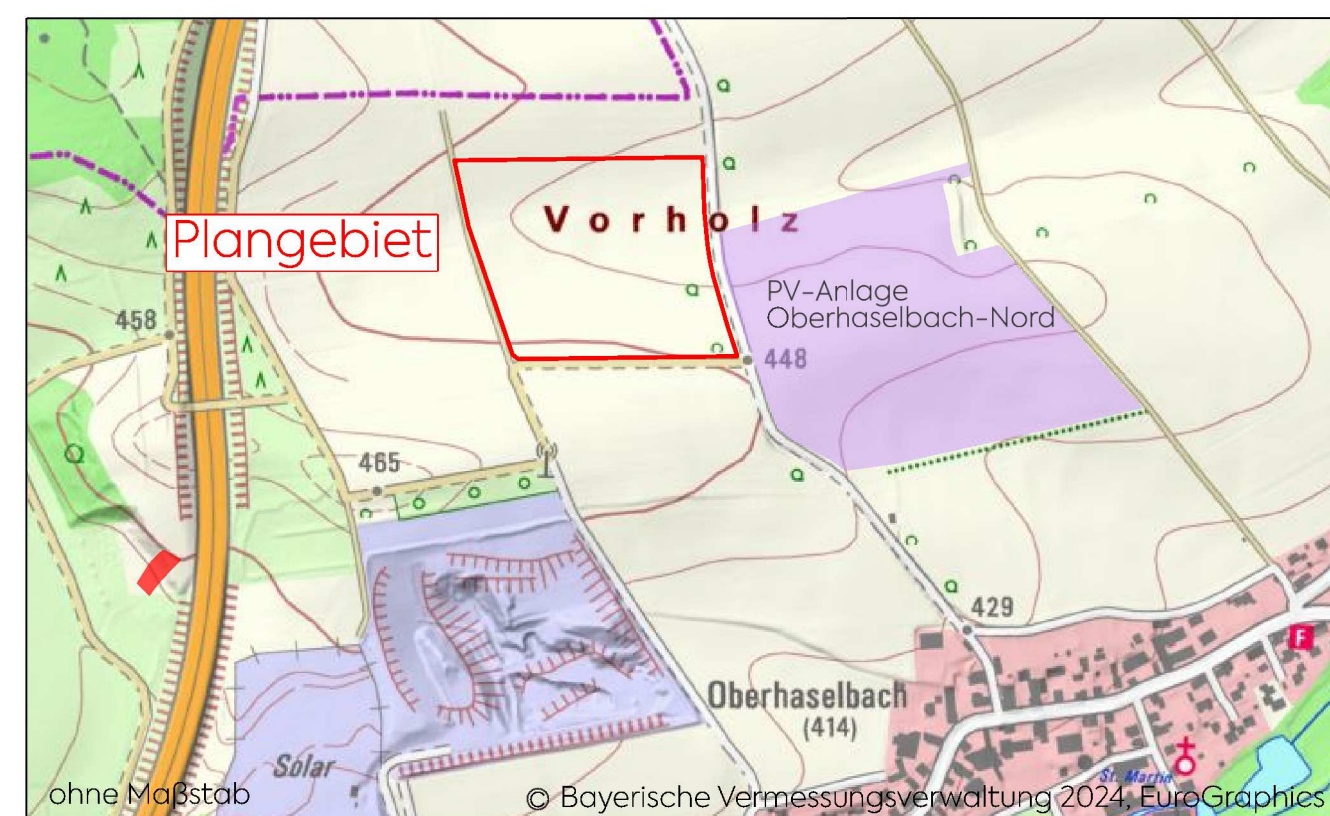 Vorholz
Plangebiet
PV-Anlage
Oberhaselbach-Nord
458
448
465
429
F
Oberhaselbach
(414)
Solar
St. Martin
ohne Maßstab
© Bayerische Vermessungsverwaltung 2024, EuroGraphics